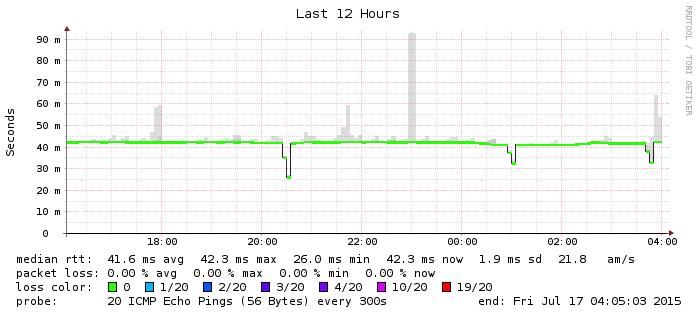 Last 12 Hours
RRDTOOL / TOBI OETIKER
Seconds
90 m
80 m
70 m
60 m
50 m
40 m
30 m
20 m
10 m
0
18:00 20:00 22:00 00:00 02:00 04:00
median rtt: 41.6 ms avg 42.3 ms max 26.0 ms min 42.3 ms now 1.9 ms sd 21.8 am/s
packet loss: 0.00 % avg 0.00 % max 0.00 % min 0.00 % now
loss color: 0 1/20 2/20 3/20 4/20 10/20 19/20
probe: 20 ICMP Echo Pings (56 Bytes) every 300s end: Fri Jul 17 04:05:03 2015